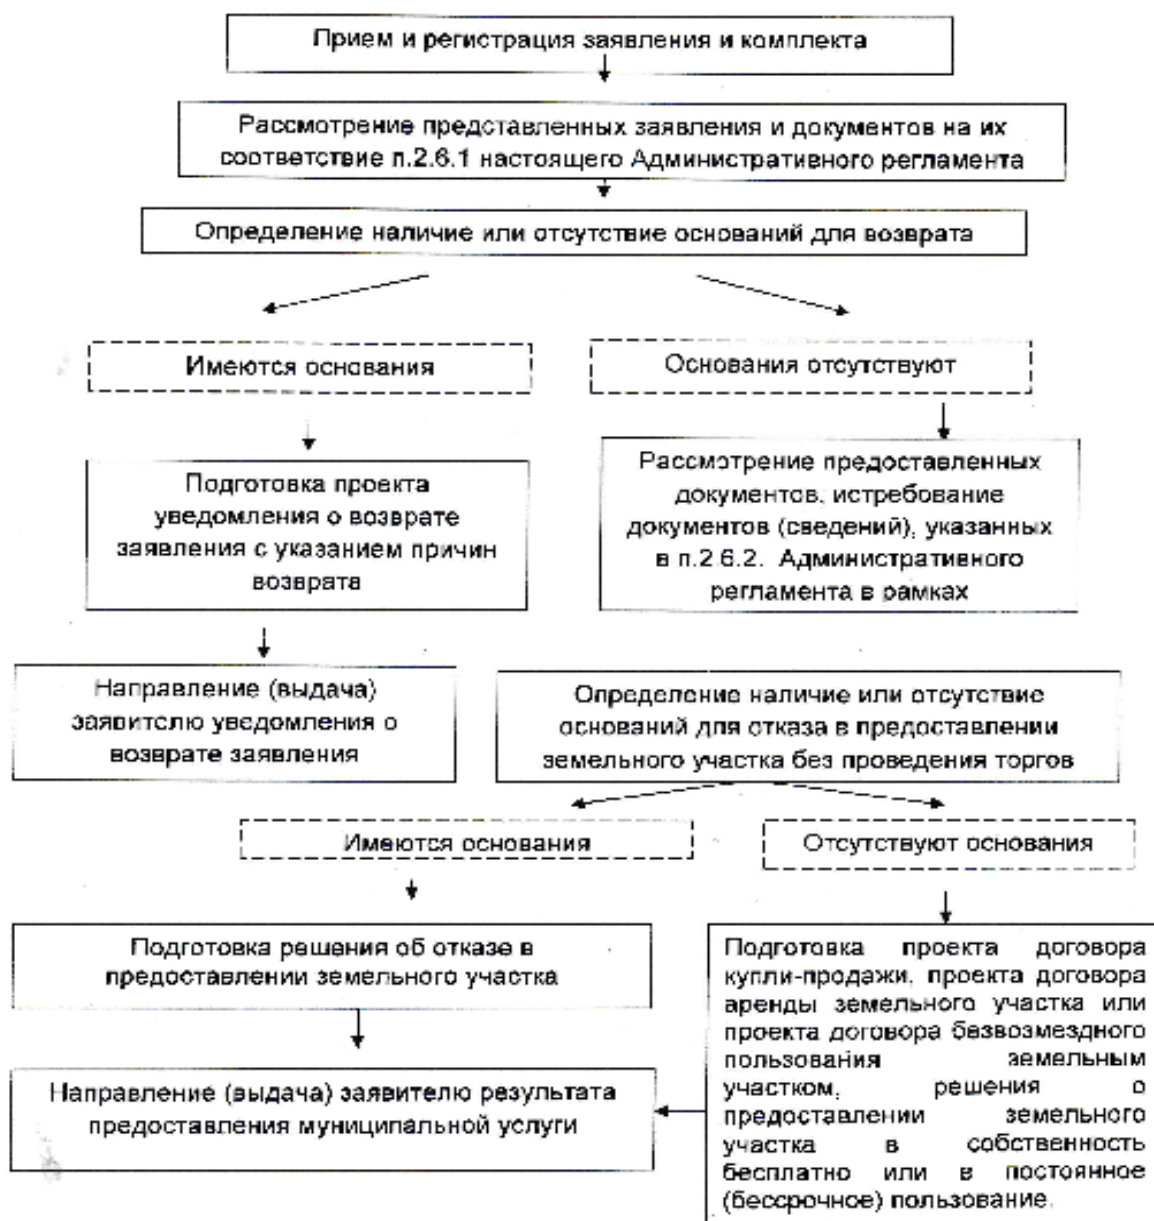 Прием и регистрация заявления и комплекта
Рассмотрение представленных заявления и документов на их
соответствие п.2.6.1 настоящего Административного регламента
Определение наличие или отсутствие оснований для возврата
Имеются основания
Основания отсутствуют
Подготовка проекта
уведомления о возврате
заявления с указанием причин
возврата
Рассмотрение предоставленных
документов, истребование
документов (сведений), указанных
в п.2.6.2. Административного
регламента в рамках
Направление (выдача)
заявителю уведомления о
возврате заявления
Определение наличие или отсутствие
оснований для отказа в предоставлении
земельного участка без проведения торгов
Имеются основания
Отсутствуют основания
Подготовка решения об отказе в
предоставлении земельного участка
Подготовка проекта договора
купли-продажи, проекта договора
аренды земельного участка или
проекта договора безвозмездного
пользования земельным
участком, решения о
предоставлении земельного
участка в собственность
бесплатно или в постоянное
(бессрочное) пользование.
Направление (выдача) заявителю результата
предоставления муниципальной услуги